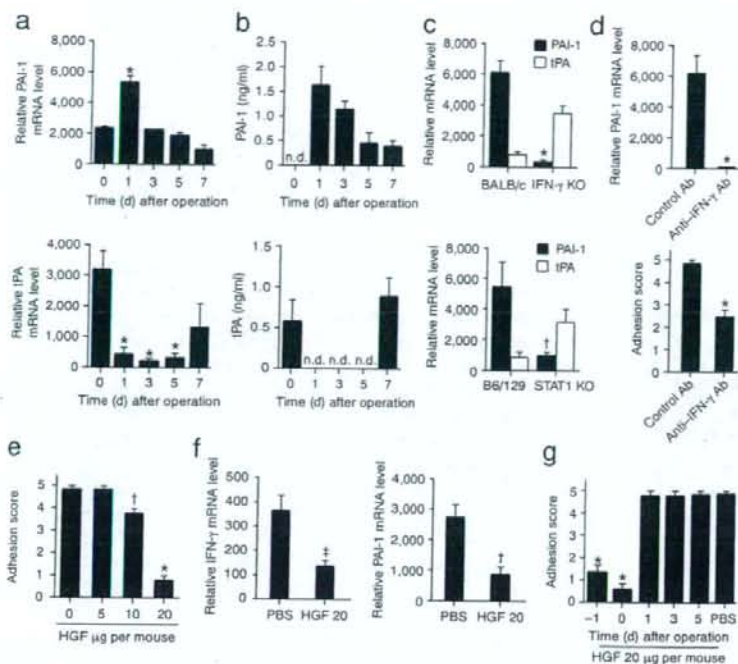 a
Relative PAI-1
mRNA level
8,000
6,000
4,000
2,000
0
*
0 1 3 5 7
Time (d) after operation
b
PAI-1 (ng/ml)
2.5
2.0
1.5
1.0
0.5
0
n.d.
0 1 3 5 7
Time (d) after operation
c
Relative mRNA level
8,000
6,000
4,000
2,000
0
PAI-1
tPA
*
BALB/c IFN-γ KO
d
Relative PAI-1 mRNA level
8,000
6,000
4,000
2,000
0
*
Control Ab
Anti–IFN-γ Ab
Relative tPA
mRNA level
4,000
3,000
2,000
1,000
0
* * *
0 1 3 5 7
Time (d) after operation
tPA (ng/ml)
1.5
1.0
0.5
0
n.d. n.d. n.d.
0 1 3 5 7
Time (d) after operation
Relative mRNA level
8,000
6,000
4,000
2,000
0
PAI-1
tPA
†
B6/129 STAT1 KO
Adhesion score
5
4
3
2
1
0
*
Control Ab
Anti–IFN-γ Ab
e
Adhesion score
5
4
3
2
1
0
† *
0 5 10 20
HGF μg per mouse
f
Relative IFN-γ mRNA level
500
400
300
200
100
0
‡
PBS HGF 20
Relative PAI-1 mRNA level
4,000
3,000
2,000
1,000
0
†
PBS HGF 20
g
Adhesion score
5
4
3
2
1
0
* *
–1 0 1 3 5 PBS
Time (d) after operation
HGF 20 μg per mouse